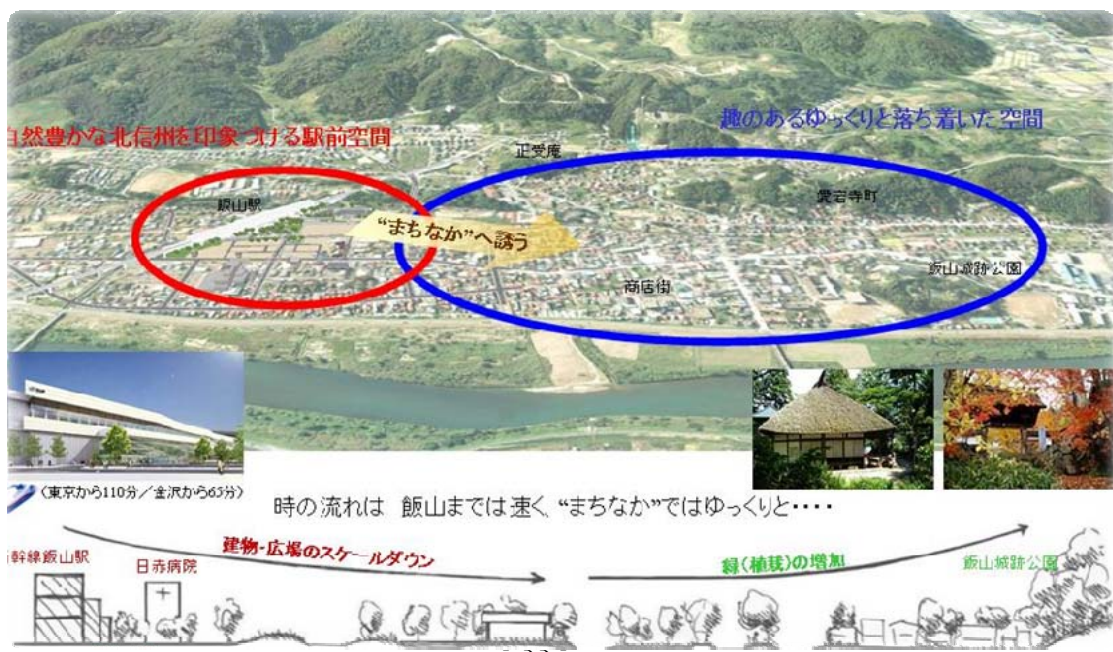 趣のあるゆっくりと落ち着いた空間
自然豊かな北信州を印象づける駅前空間
正受庵
飯山駅
愛宕寺町
“まちなか”へ誘う
飯山城跡公園
商店街
（東京から110分／金沢から65分）
時の流れは 飯山までは速く、“まちなか”ではゆっくりと・・・・
建物・広場のスケールダウン
緑（植栽）の増加
幹線飯山駅
日赤病院
飯山城跡公園